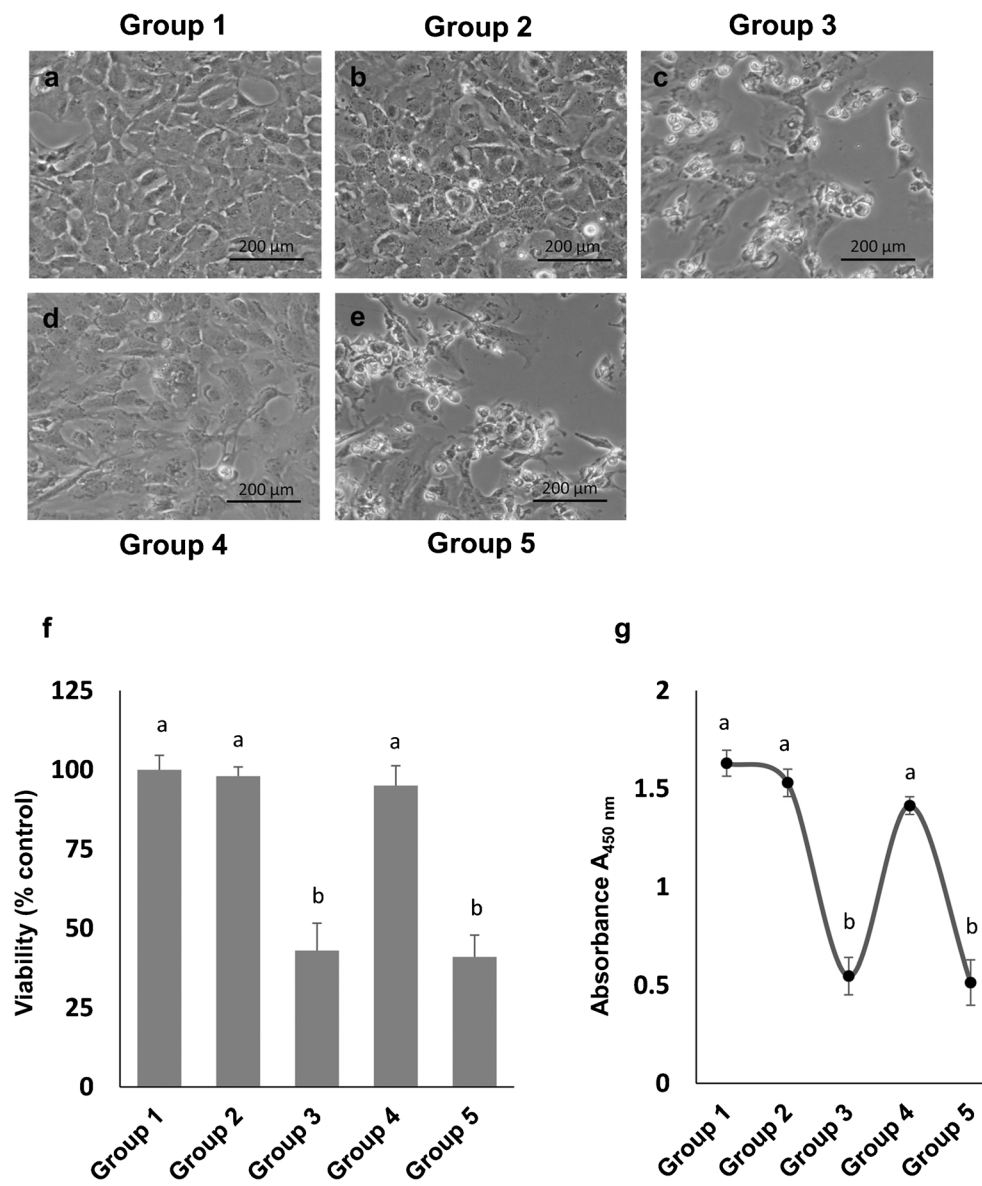 Group 1 Group 2 Group 3
a b c
200 µm 200 µm 200 µm
d e
200 µm 200 µm
Group 4 Group 5
f
Viability (% control)
125
100
75
50
25
0
a a b a b
Group 1 Group 2 Group 3 Group 4 Group 5
g
Absorbance A450 nm
2
1.5
1
0.5
0
a a b a b
Group 1 Group 2 Group 3 Group 4 Group 5